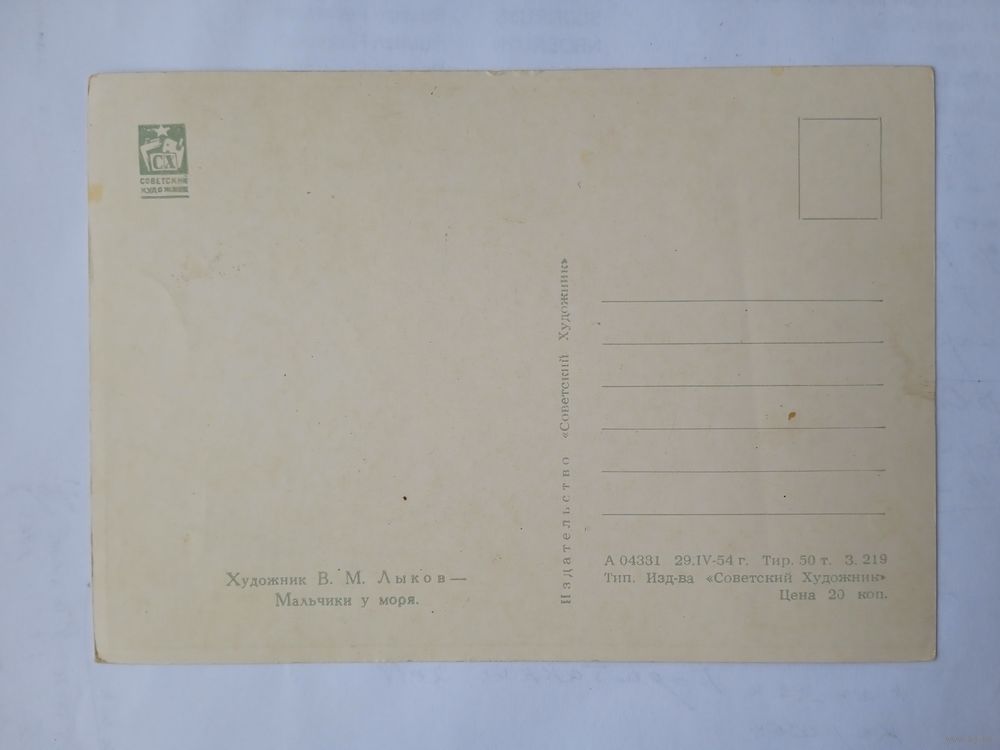 СХ
СОВЕТСКИЙ
ХУДОЖНИК
Издательство «Советский Художник»
Художник В. М. Лыков —
Мальчики у моря.
А 04331 29.IV-54 г. Тир. 50 т. З. 219
Тип. Изд-ва «Советский Художник»
Цена 20 коп.